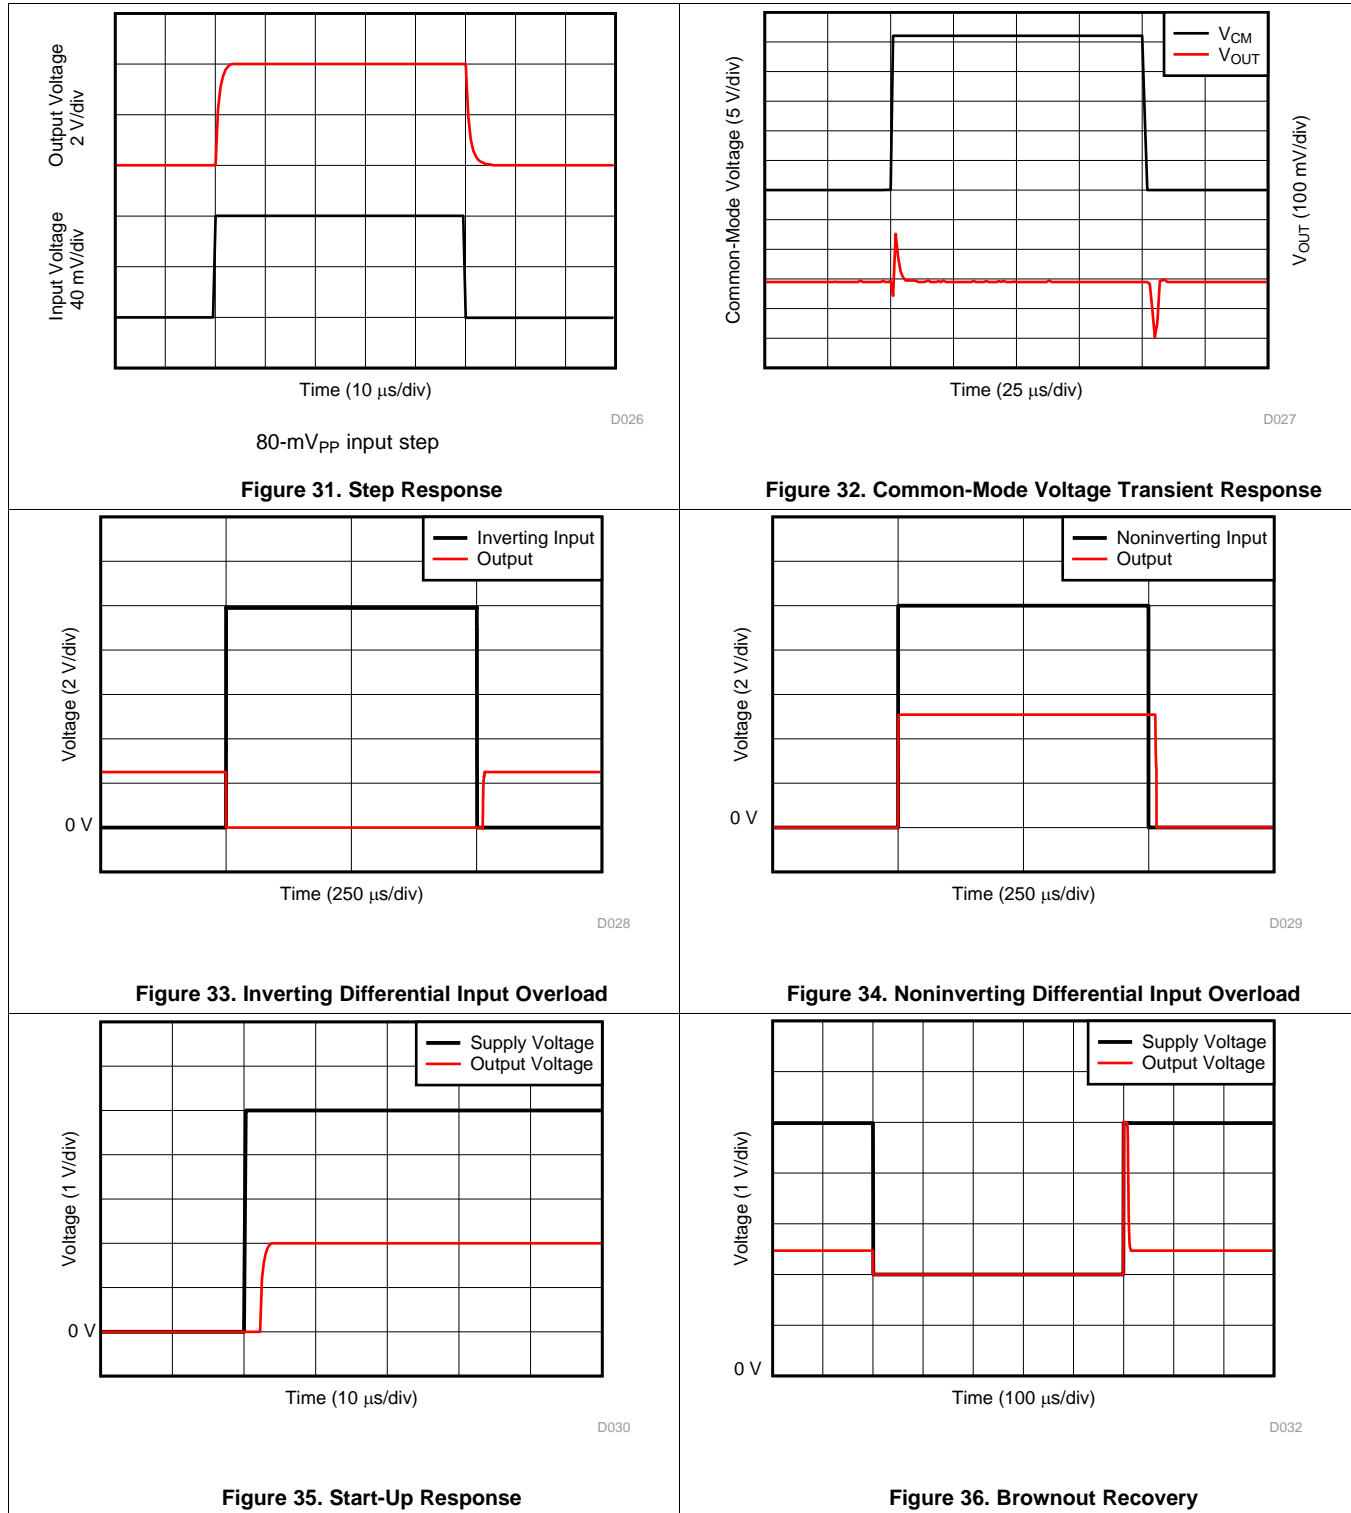 Output Voltage
2 V/div
Input Voltage
40 mV/div
Time (10 μs/div)
D026
80-mVPP input step
Figure 31. Step Response
VCM
VOUT
Common-Mode Voltage (5 V/div)
VOUT (100 mV/div)
Time (25 μs/div)
D027
Figure 32. Common-Mode Voltage Transient Response
Inverting Input
Output
Voltage (2 V/div)
0 V
Time (250 μs/div)
D028
Figure 33. Inverting Differential Input Overload
Noninverting Input
Output
Voltage (2 V/div)
0 V
Time (250 μs/div)
D029
Figure 34. Noninverting Differential Input Overload
Supply Voltage
Output Voltage
Voltage (1 V/div)
0 V
Time (10 μs/div)
D030
Figure 35. Start-Up Response
Supply Voltage
Output Voltage
Voltage (1 V/div)
0 V
Time (100 μs/div)
D032
Figure 36. Brownout Recovery